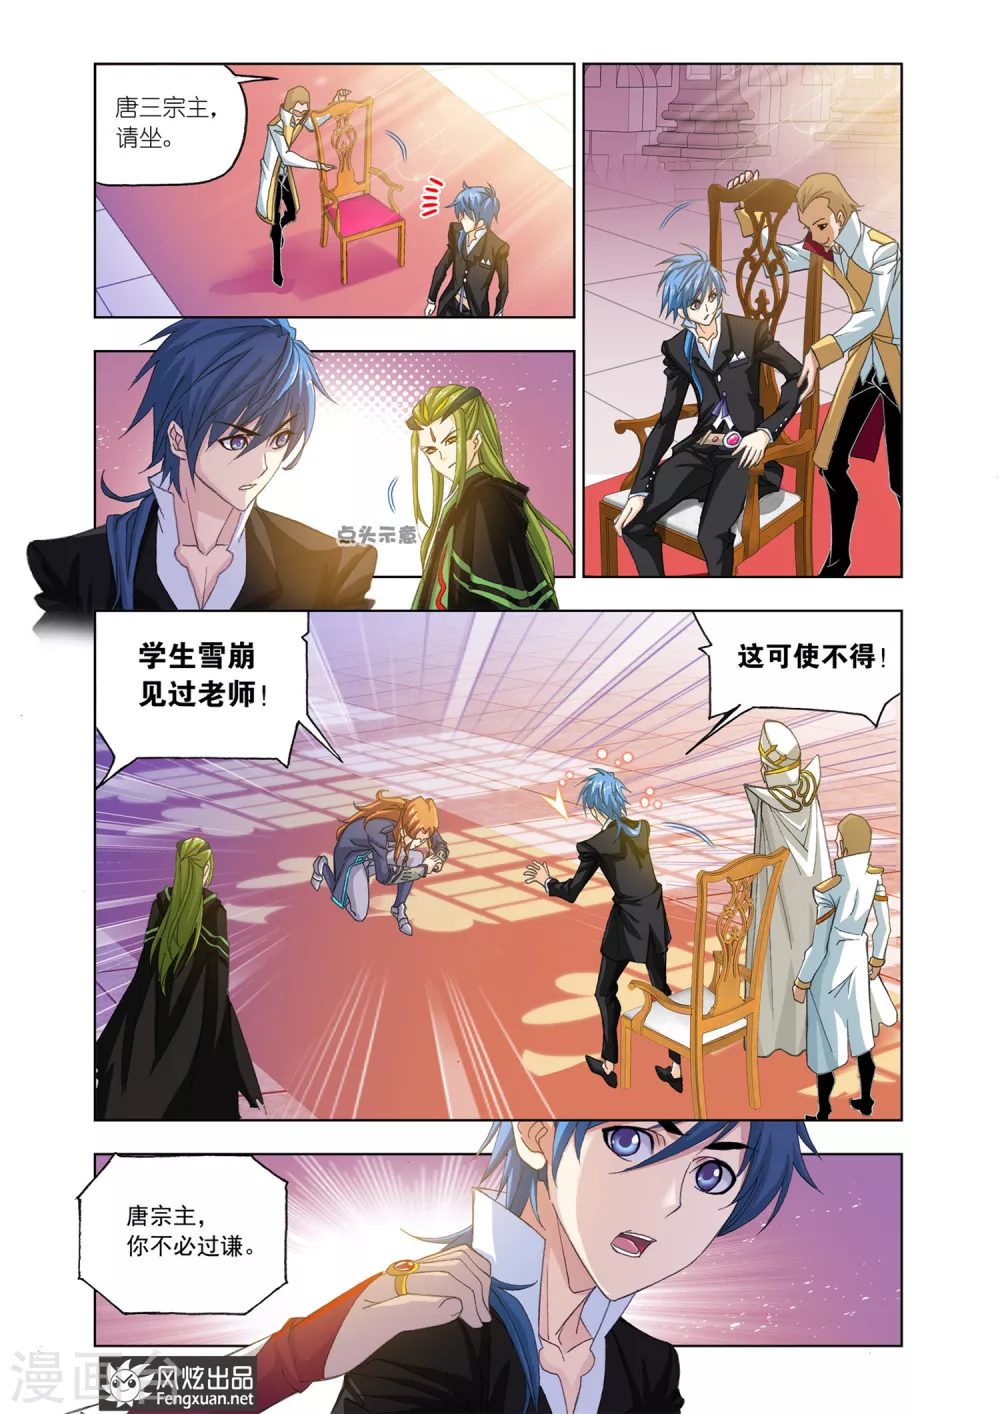 唐三宗主，
请坐。
点头示意
学生雪崩
见过老师！
这可使不得！
唐宗主，
你不必过谦。
漫画台
风炫出品
Fengxuan.net